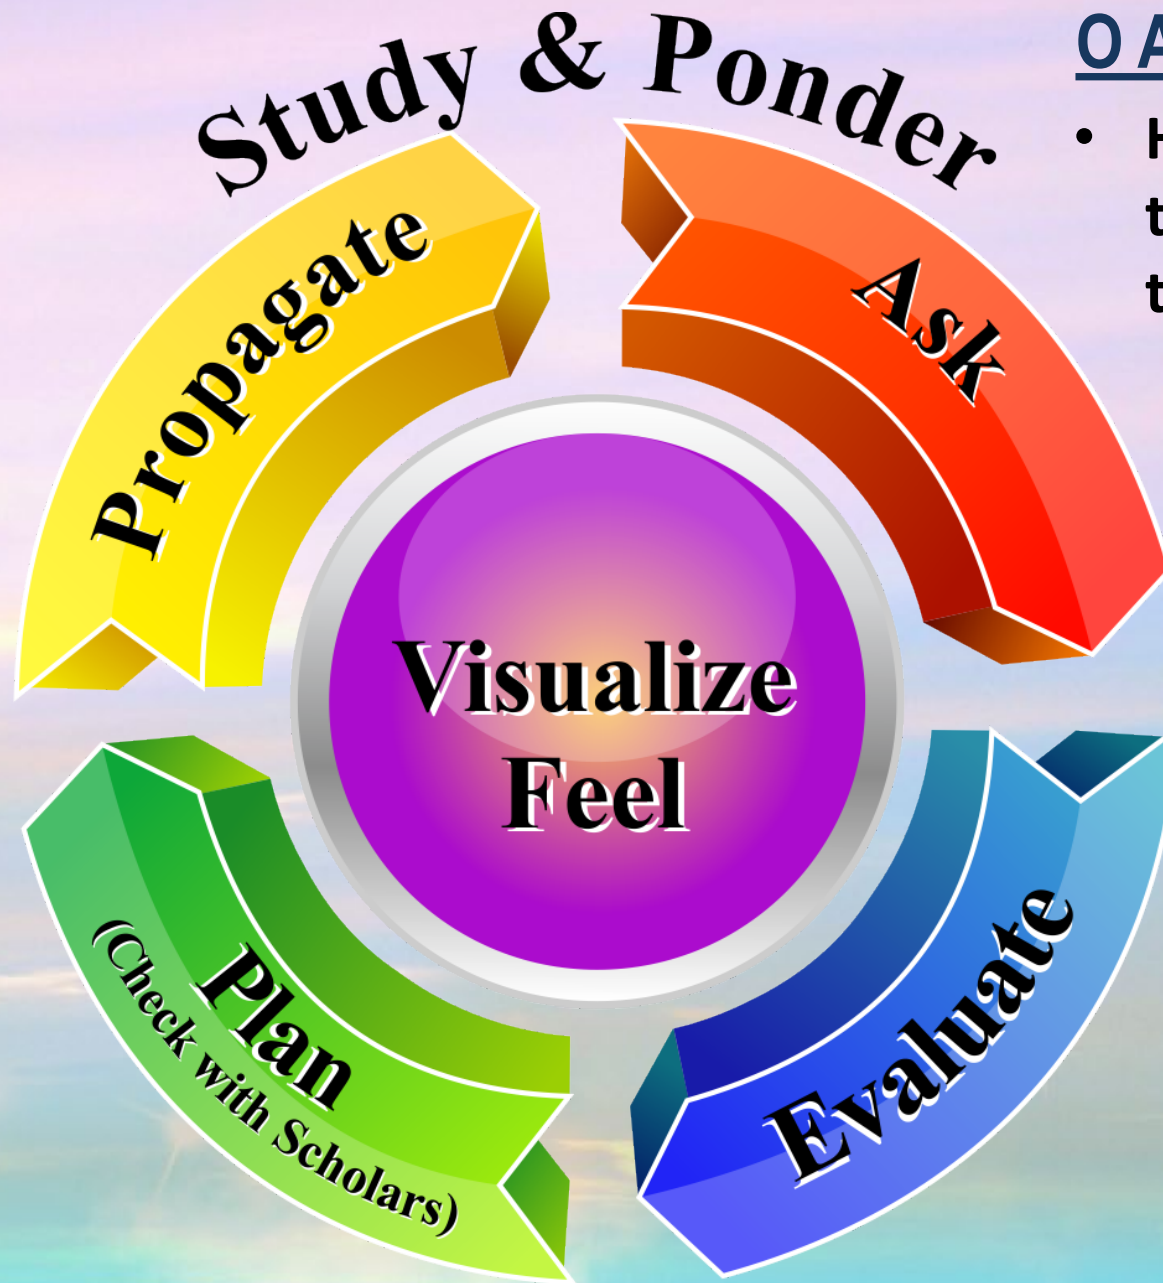 Study & Ponder
Propagate
Ask
Visualize
Feel
Plan
(Check with Scholars)
Evaluate